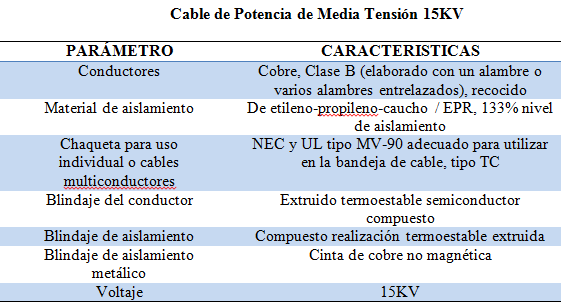 Cable de Potencia de Media Tensión 15KV
PARÁMETRO CARACTERISTICAS
Conductores Cobre, Clase B (elaborado con un alambre o
varios alambres entrelazados), recocido
Material de aislamiento De etileno-propileno-caucho / EPR, 133% nivel
de aislamiento
Chaqueta para uso NEC y UL tipo MV-90 adecuado para utilizar
individual o cables en la bandeja de cable, tipo TC
multiconductores
Blindaje del conductor Extruido termoestable semiconductor
compuesto
Blindaje de aislamiento Compuesto realización termoestable extruida
Blindaje de aislamiento Cinta de cobre no magnética
metálico
Voltaje 15KV